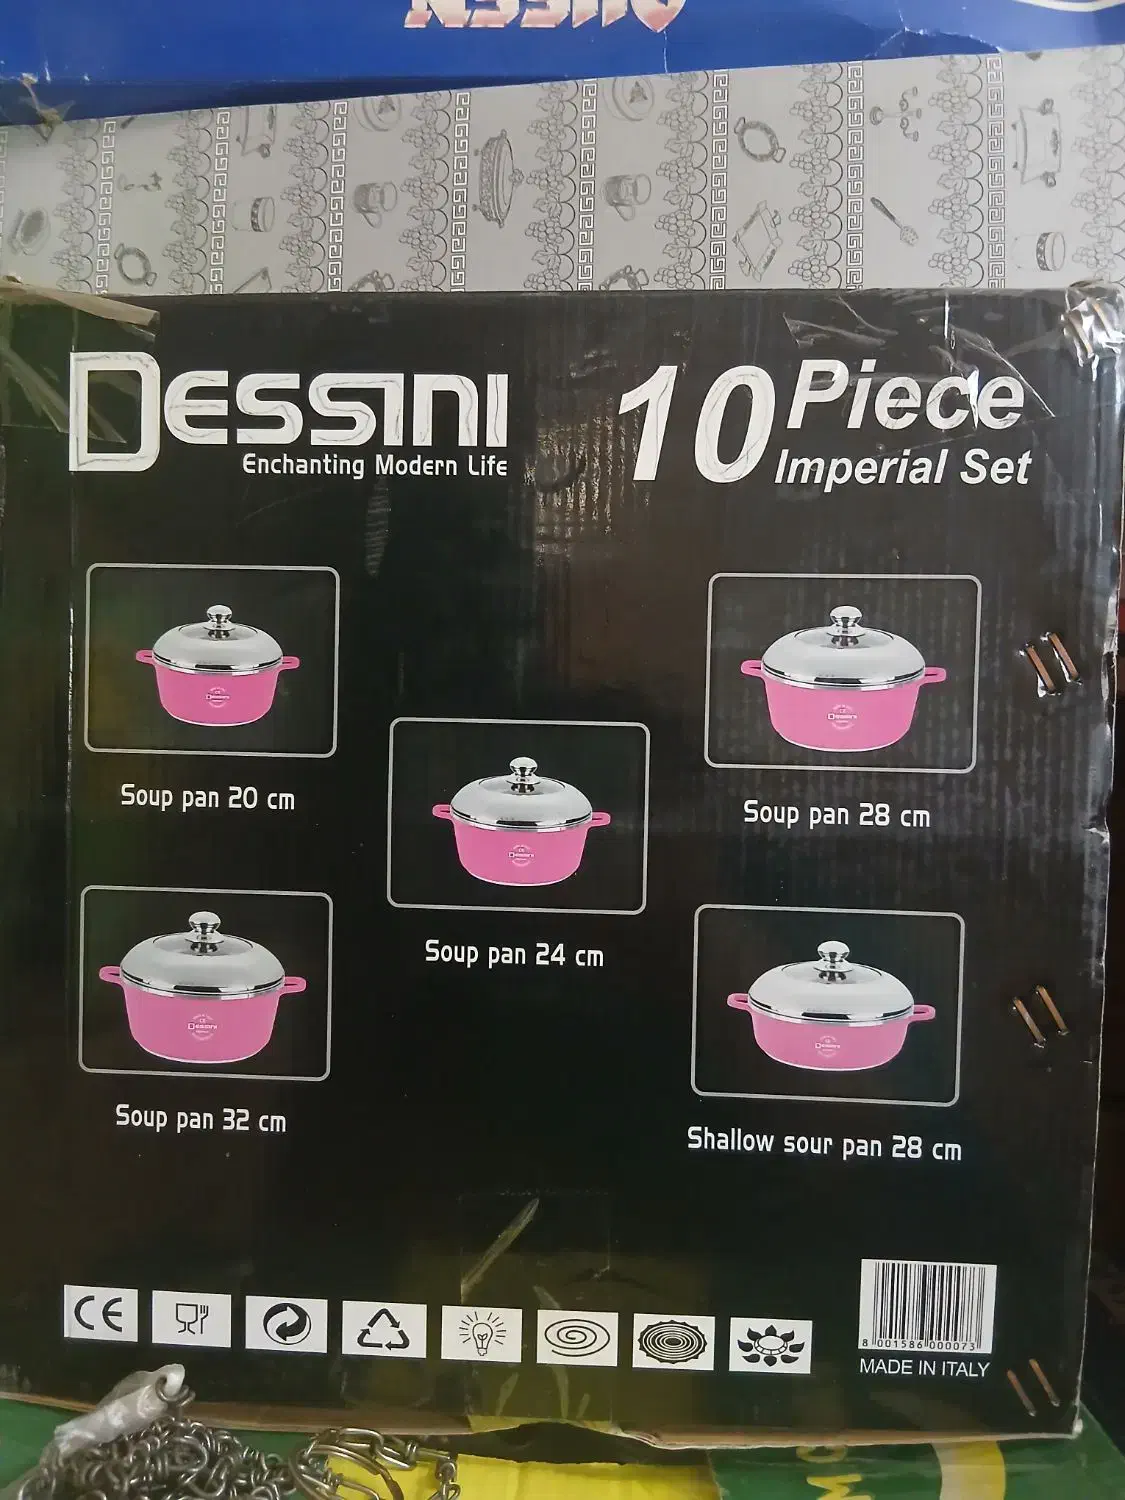 DESSINI
Enchanting Modern Life
10 Piece
Imperial Set
Soup pan 20 cm
Soup pan 28 cm
Soup pan 24 cm
Soup pan 32 cm
Shallow sour pan 28 cm
CE
8 001586 000073
MADE IN ITALY